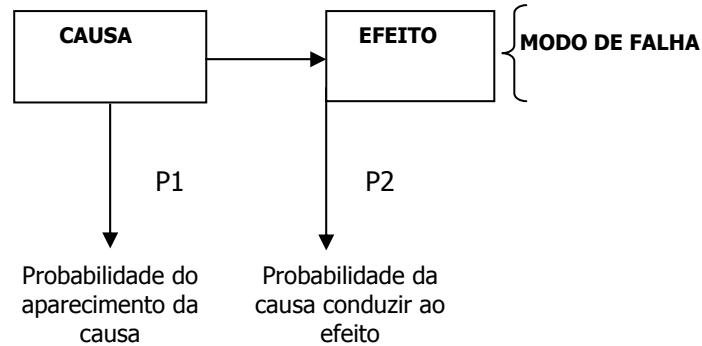 CAUSA
EFEITO
MODO DE FALHA
P1
P2
Probabilidade do
aparecimento da
causa
Probabilidade da
causa conduzir ao
efeito